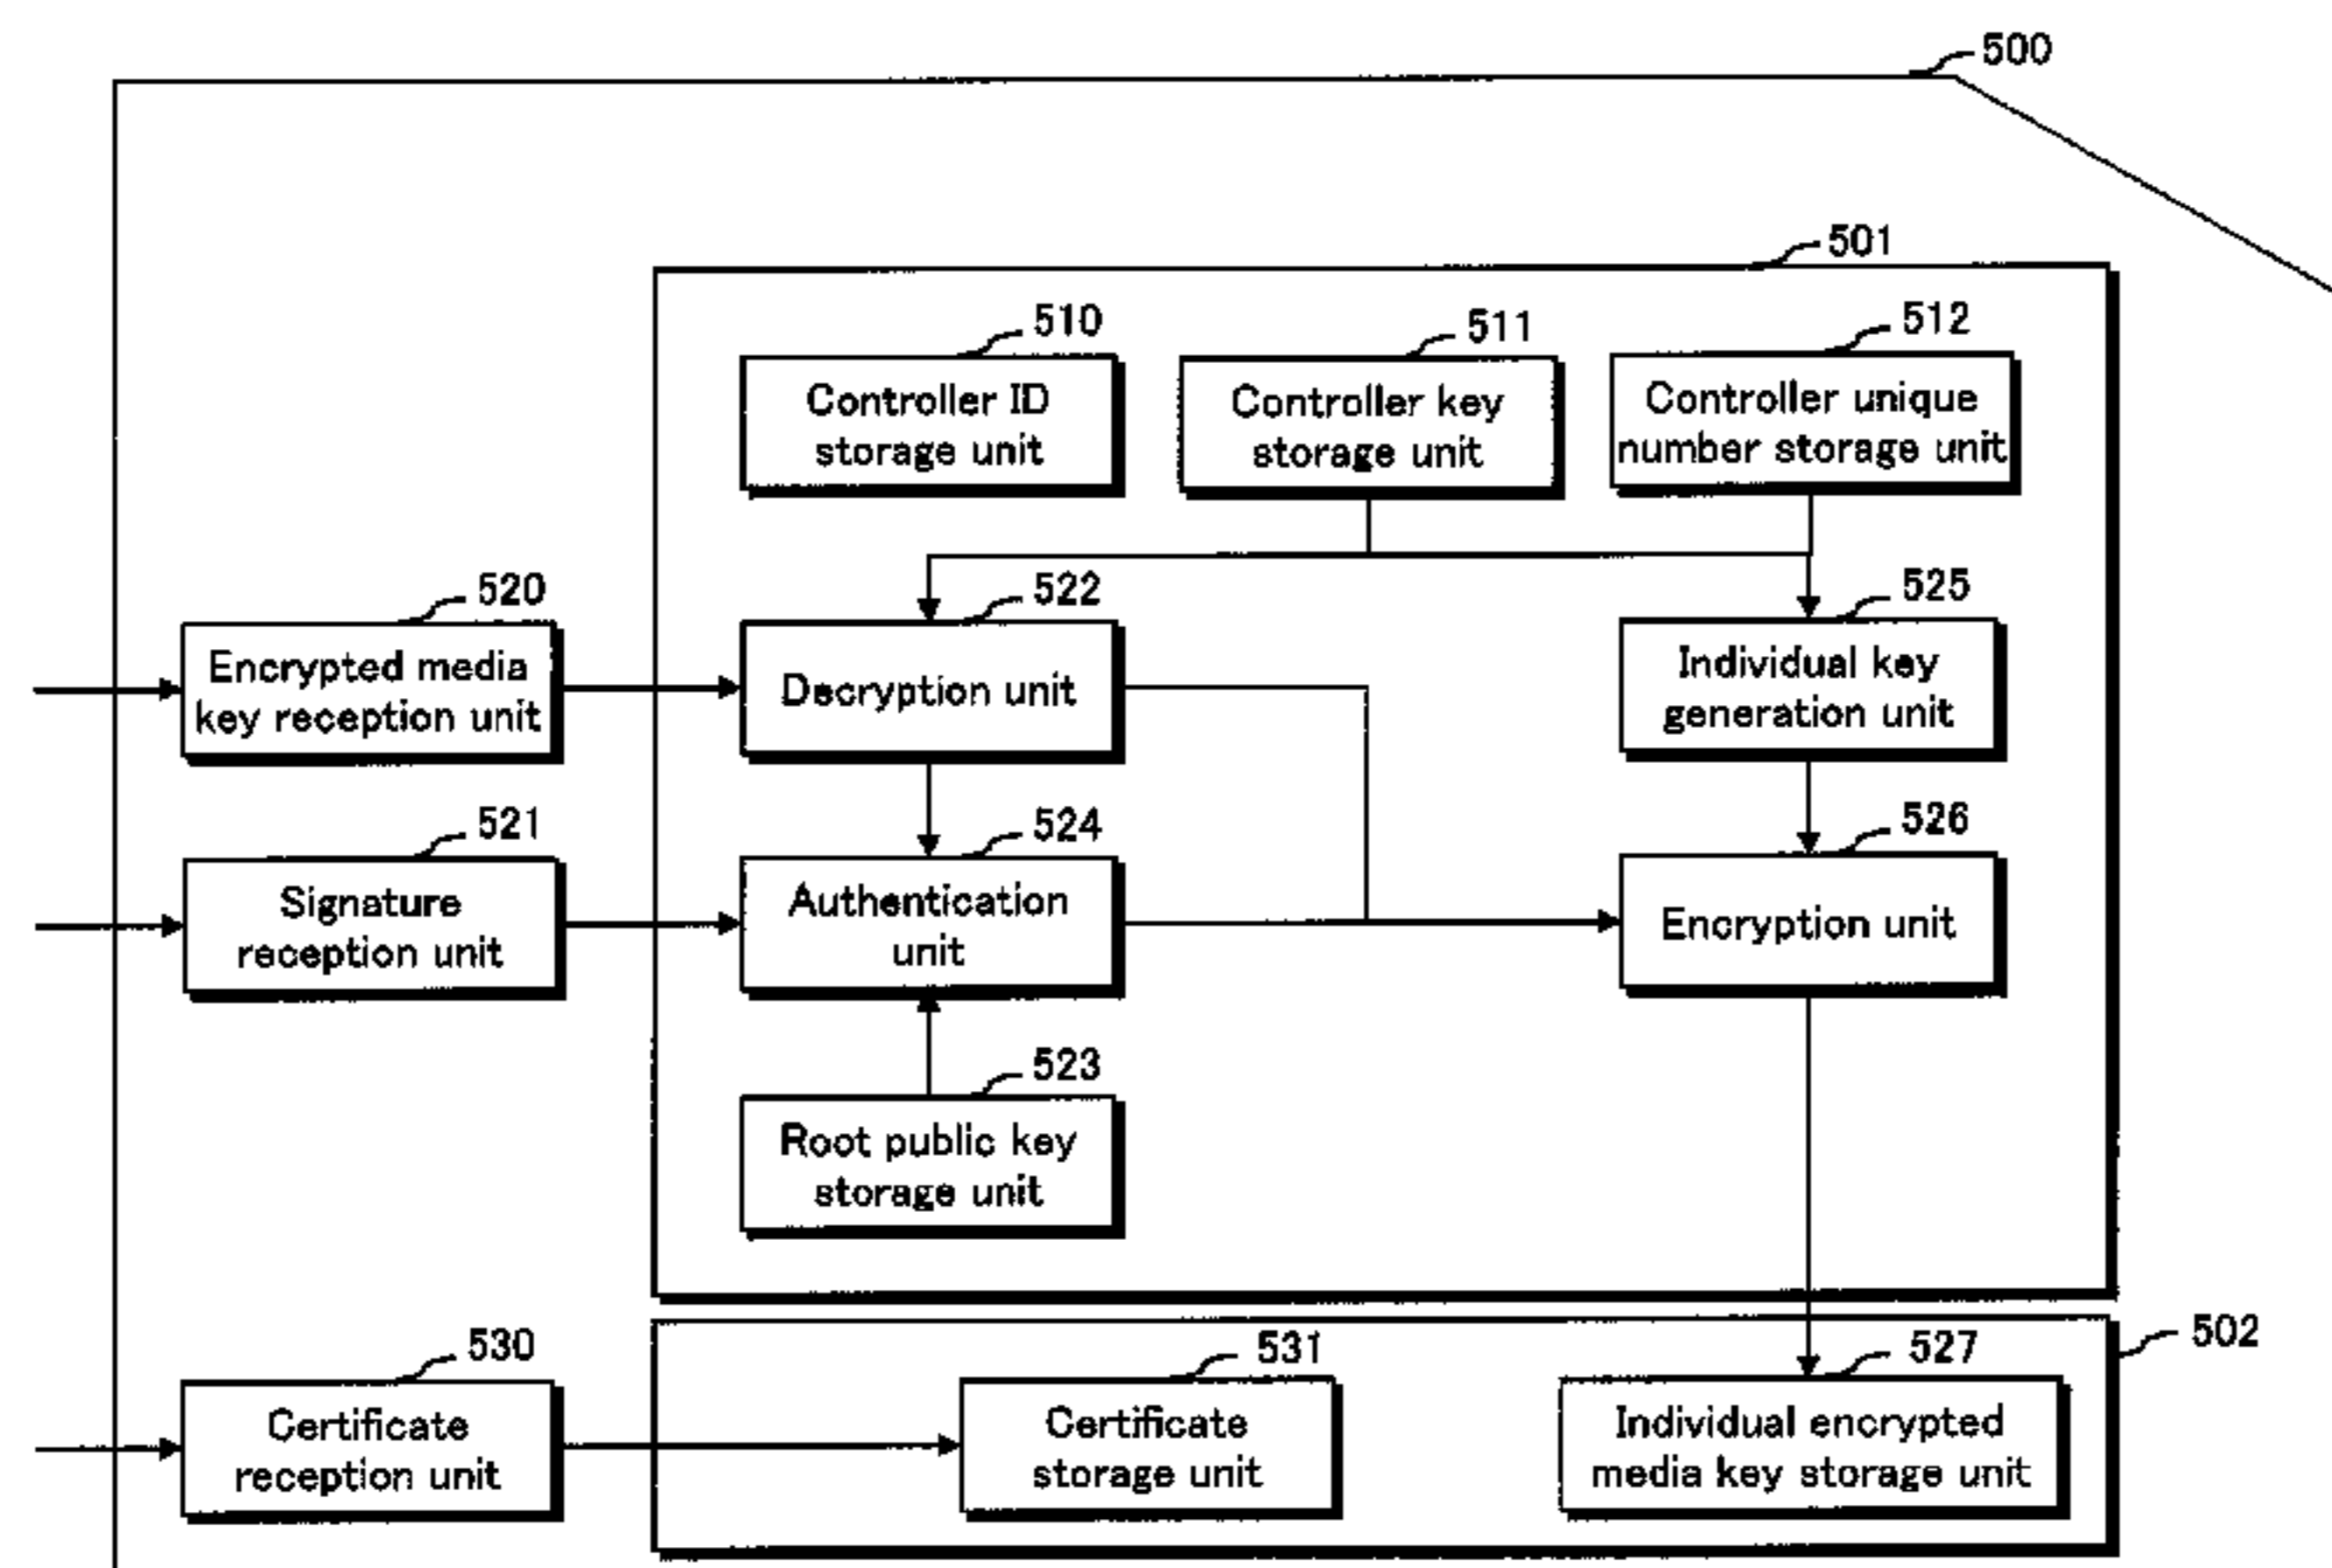 500
501
510
511
512
Controller ID
storage unit
Controller key
storage unit
Controller unique
number storage unit
520
522
525
Encrypted media
key reception unit
Decryption unit
Individual key
generation unit
521
524
526
Signature
reception unit
Authentication
unit
Encryption unit
523
Root public key
storage unit
530
531
527
502
Certificate
reception unit
Certificate
storage unit
Individual encrypted
media key storage unit